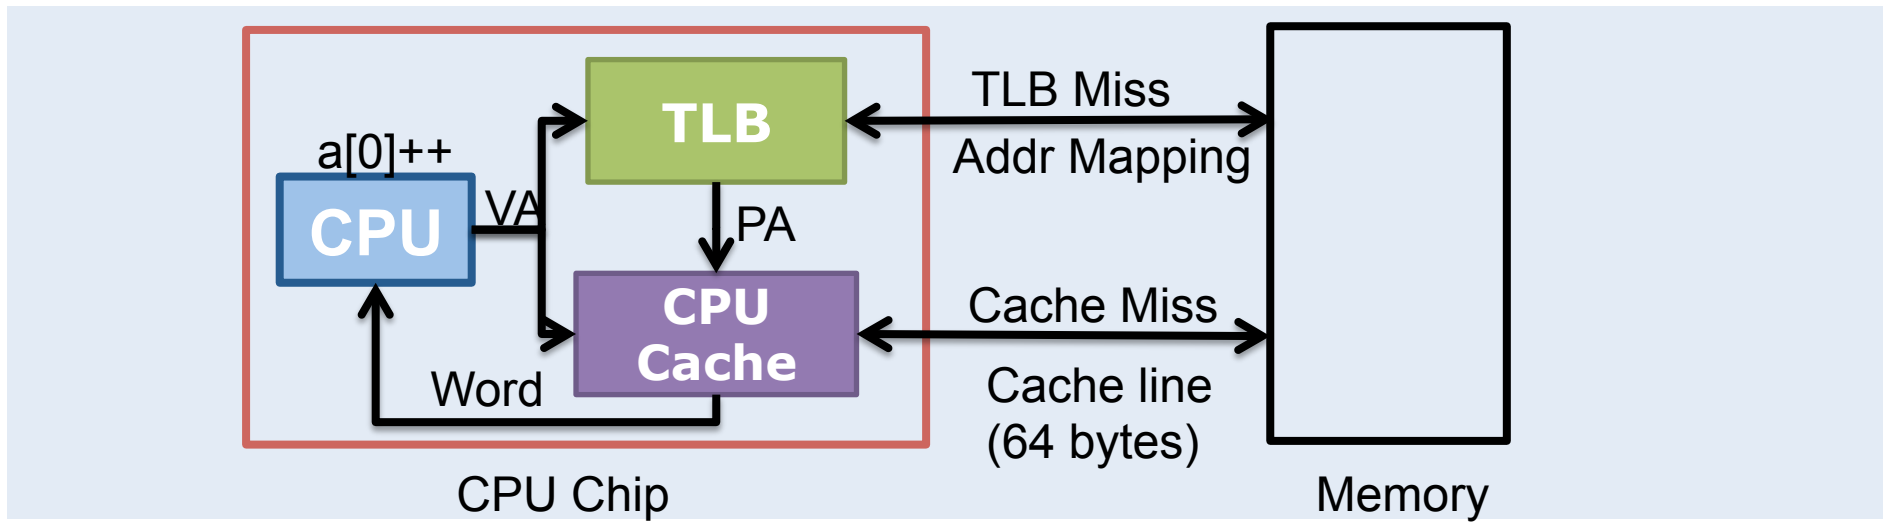 TLB
TLB Miss
Addr Mapping
a[0]++
CPU
VA
PA
CPU
Cache
Cache Miss
Cache line
(64 bytes)
Word
CPU Chip
Memory